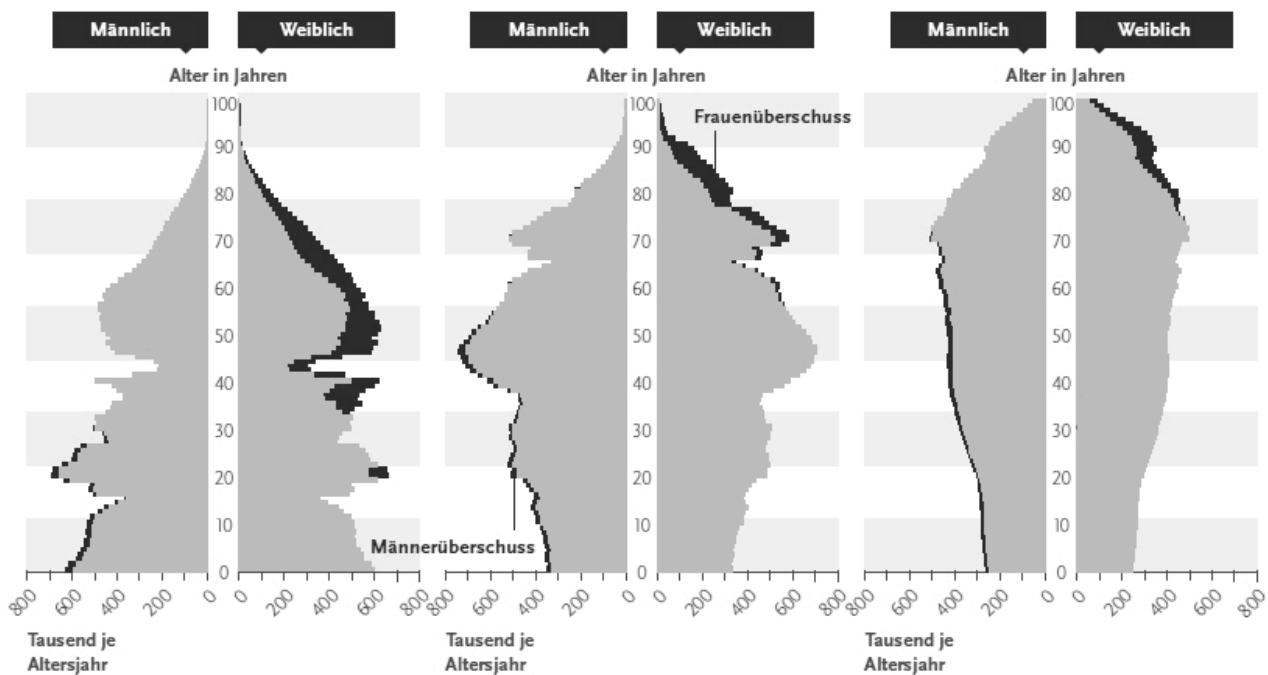 Männlich Weiblich Männlich Weiblich Männlich Weiblich
Alter in Jahren Alter in Jahren Alter in Jahren
100 100 100
Frauenüberschuss
90 90 90
80 80 80
70 70 70
60 60 60
50 50 50
40 40 40
30 30 30
20 20 20
10 10 10
Männerüberschuss
0 0 0
800 600 400 200 0 0 200 400 600 800 800 600 400 200 0 0 200 400 600 800 800 600 400 200 0 0 200 400 600 800
Tausend je Tausend je Tausend je
Altersjahr Altersjahr Altersjahr